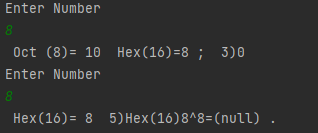 Enter Number
8
Oct (8)= 10  Hex(16)=8 ;  3)0
Enter Number
8
Hex(16)= 8  5)Hex(16)8^8=(null) .